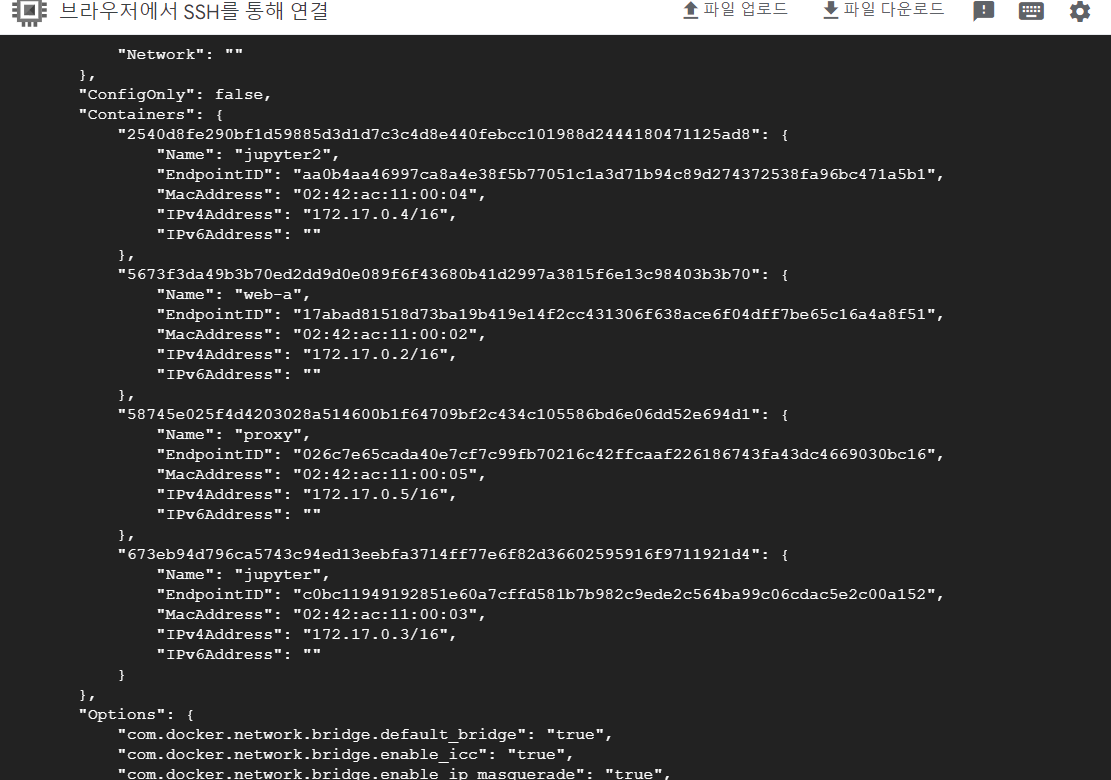 브라우저에서 SSH를 통해 연결 파일 업로드 파일 다운로드
"Network": ""
},
"ConfigOnly": false,
"Containers": {
"2540d8fe290bf1d59885d3d1d7c3c4d8e440febcc101988d2444180471125ad8": {
"Name": "jupyter2",
"EndpointID": "aa0b4aa46997ca8a4e38f5b77051c1a3d71b94c89d274372538fa96bc471a5b1",
"MacAddress": "02:42:ac:11:00:04",
"IPv4Address": "172.17.0.4/16",
"IPv6Address": ""
},
"5673f3da49b3b70ed2dd9d0e089f6f43680b41d2997a3815f6e13c98403b3b70": {
"Name": "web-a",
"EndpointID": "17abad81518d73ba19b419e14f2cc431306f638ace6f04dff7be65c16a4a8f51",
"MacAddress": "02:42:ac:11:00:02",
"IPv4Address": "172.17.0.2/16",
"IPv6Address": ""
},
"58745e025f4d4203028a514600b1f64709bf2c434c105586bd6e06dd52e694d1": {
"Name": "proxy",
"EndpointID": "026c7e65cada40e7cf7c99fb70216c42ffcaaf226186743fa43dc4669030bc16",
"MacAddress": "02:42:ac:11:00:05",
"IPv4Address": "172.17.0.5/16",
"IPv6Address": ""
},
"673eb94d796ca5743c94ed13eebfa3714ff77e6f82d36602595916f9711921d4": {
"Name": "jupyter",
"EndpointID": "c0bc11949192851e60a7cffd581b7b982c9ede2c564ba99c06cdac5e2c00a152",
"MacAddress": "02:42:ac:11:00:03",
"IPv4Address": "172.17.0.3/16",
"IPv6Address": ""
}
},
"Options": {
"com.docker.network.bridge.default_bridge": "true",
"com.docker.network.bridge.enable_icc": "true",
"com.docker.network.bridge.enable_ip_masquerade": "true",